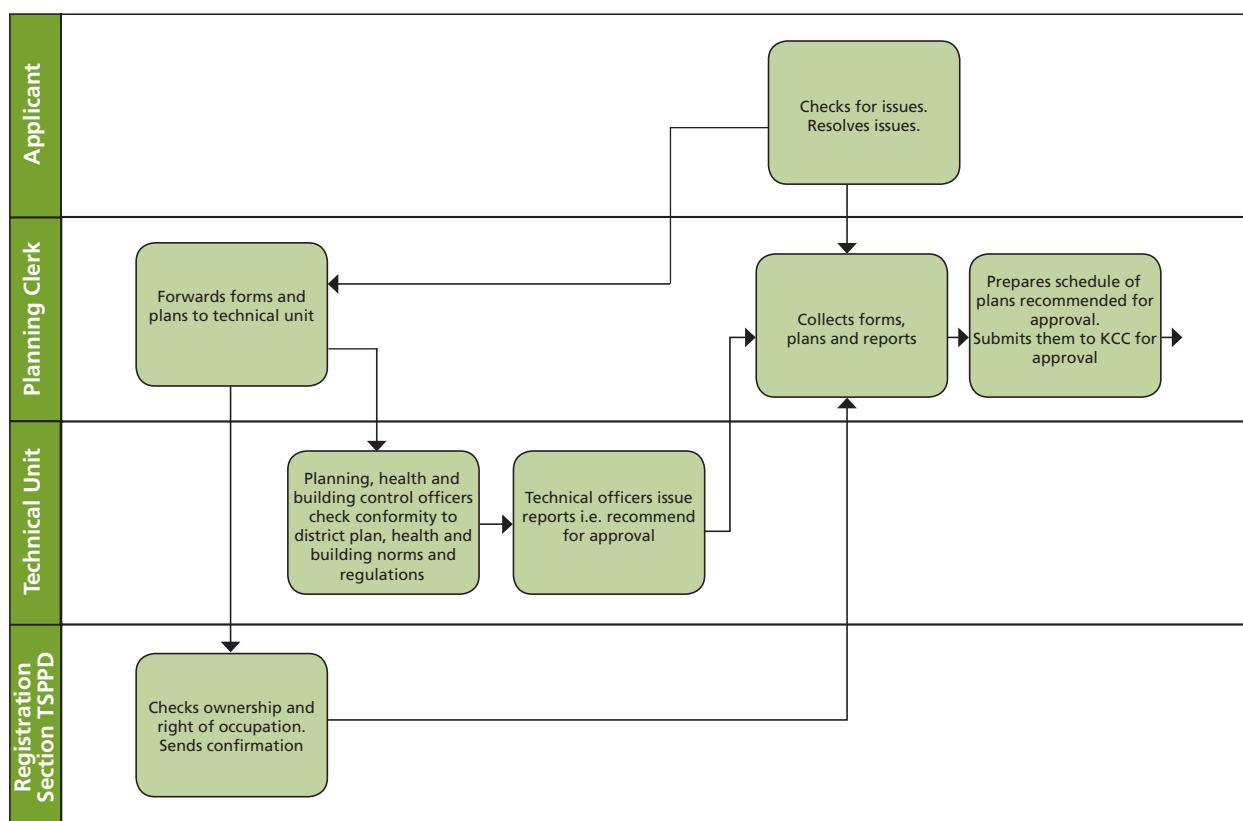 Applicant
Checks for issues.
Resolves issues.
Planning Clerk
Forwards forms and
plans to technical unit
Collects forms,
plans and reports
Prepares schedule of
plans recommended for
approval.
Submits them to KCC for
approval
Technical Unit
Planning, health and
building control officers
check conformity to
district plan, health and
building norms and
regulations
Technical officers issue
reports i.e. recommend
for approval
Registration
Section TSPPD
Checks ownership and
right of occupation.
Sends confirmation